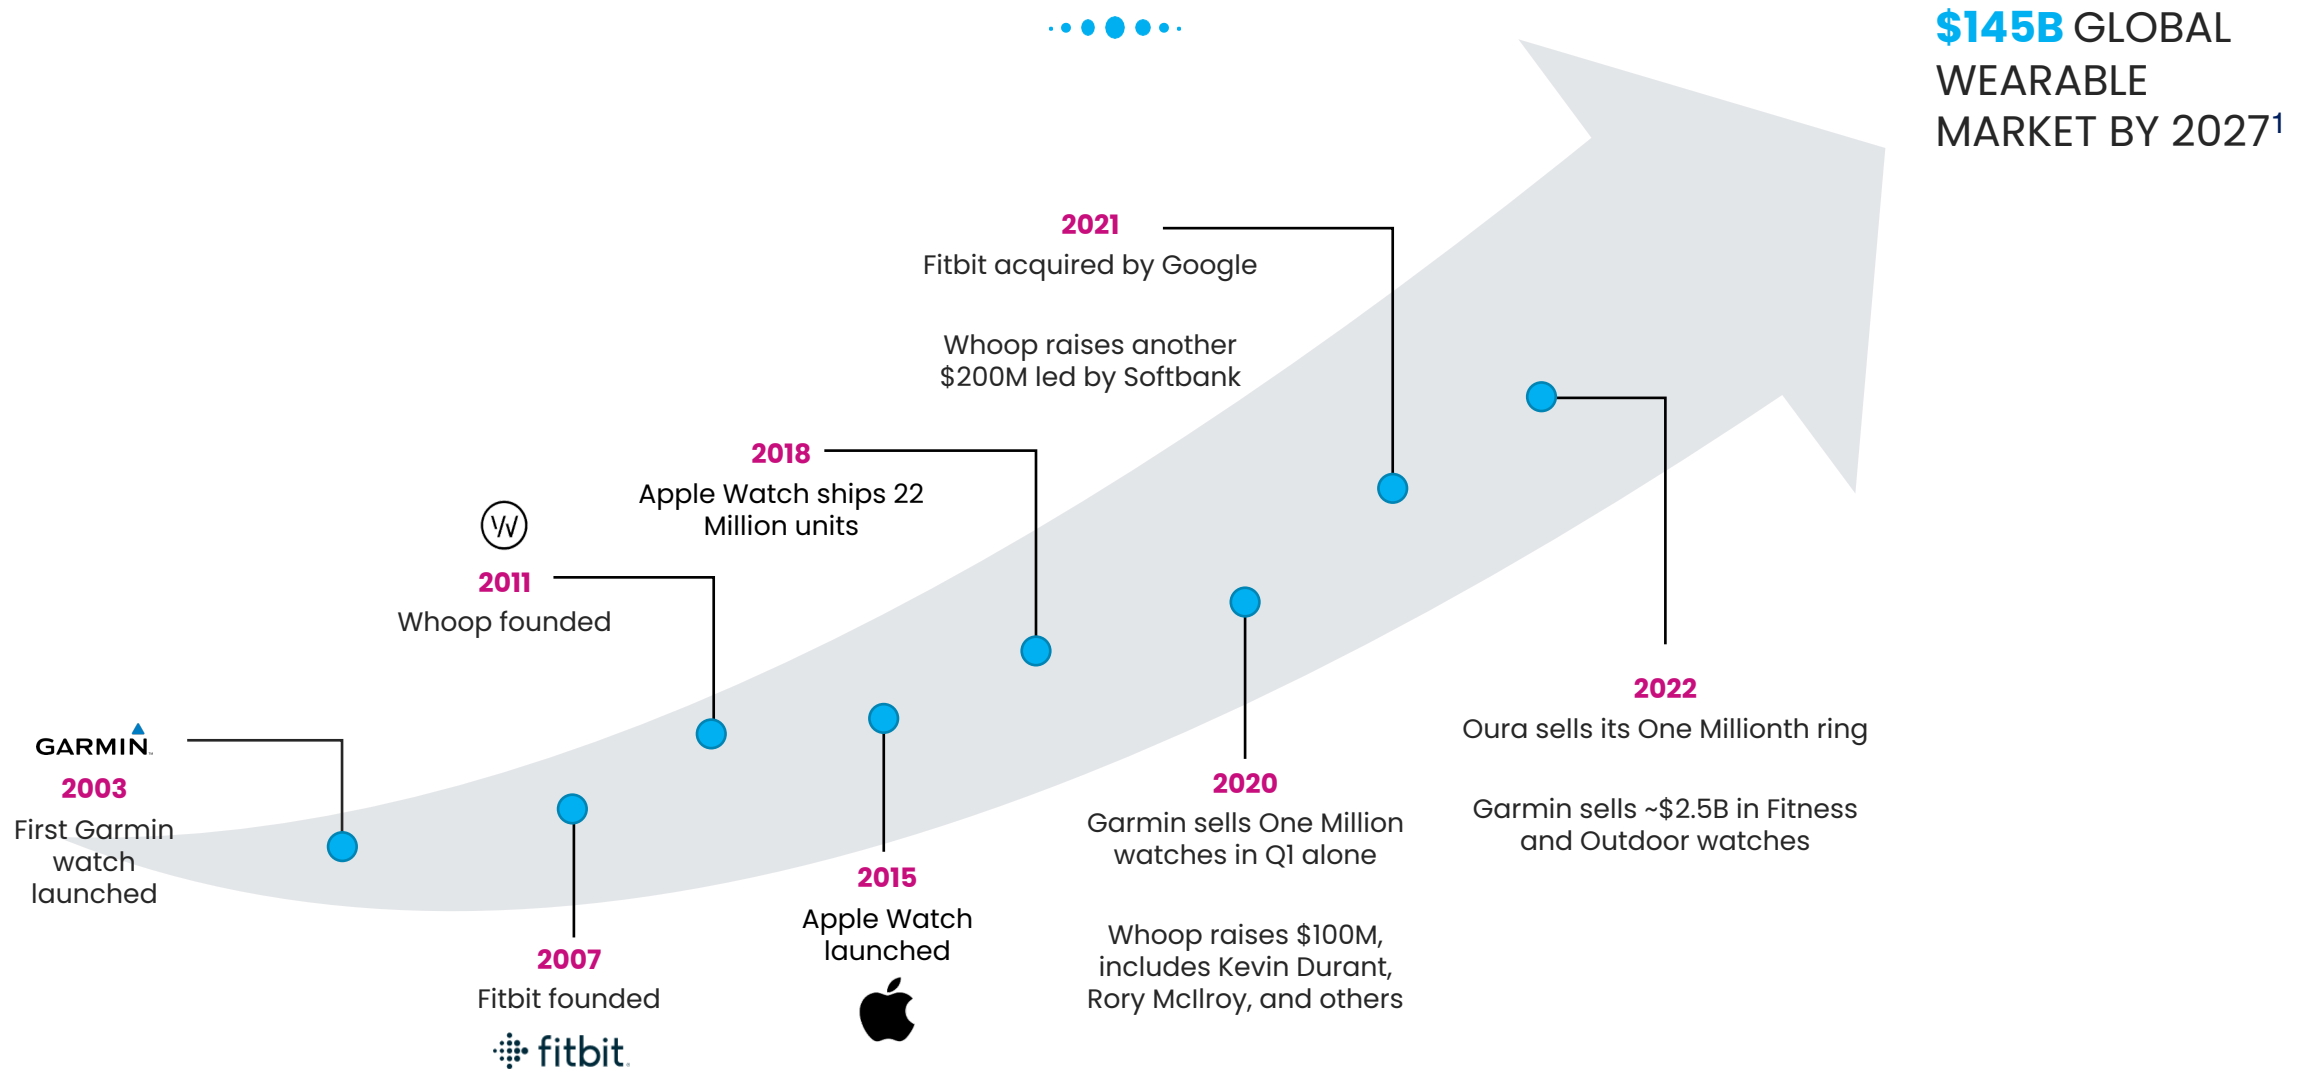 $145B GLOBAL
WEARABLE
MARKET BY 2027¹
2021
Fitbit acquired by Google
Whoop raises another
$200M led by Softbank
2018
Apple Watch ships 22
Million units
2011
Whoop founded
GARMIN
2003
First Garmin
watch
launched
2007
Fitbit founded
fitbit
2015
Apple Watch
launched
2020
Garmin sells One Million
watches in Q1 alone
Whoop raises $100M,
includes Kevin Durant,
Rory McIlroy, and others
2022
Oura sells its One Millionth ring
Garmin sells ~$2.5B in Fitness
and Outdoor watches